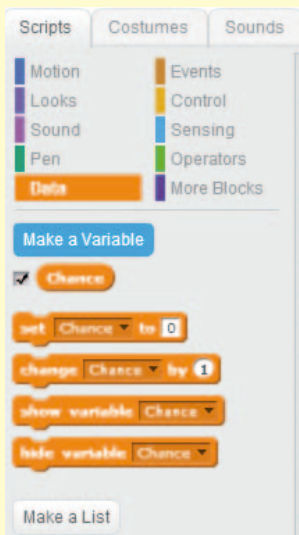 Scripts Costumes Sounds
Motion Events
Looks Control
Sound Sensing
Pen Operators
Data More Blocks
Make a Variable
Chance
set Chance to 0
change Chance by 1
show variable Chance
hide variable Chance
Make a List